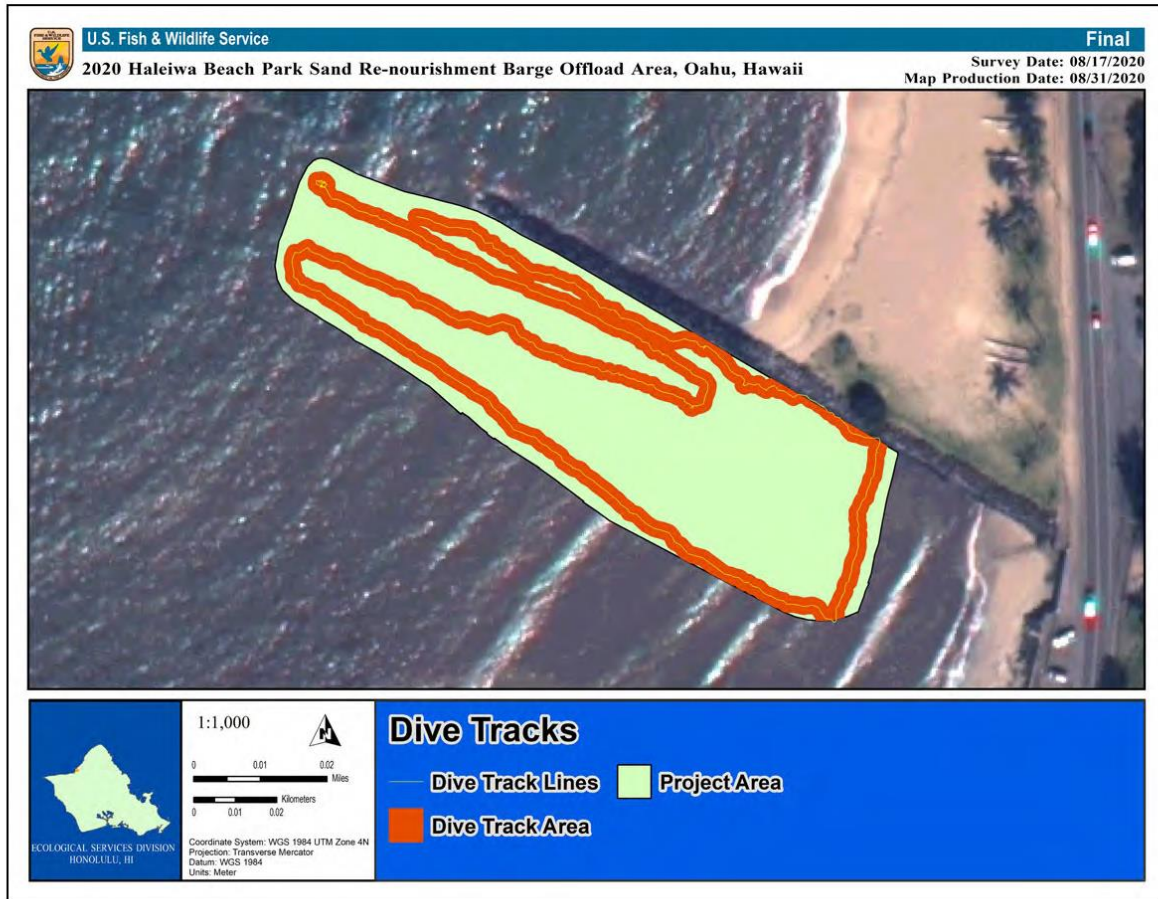 U.S. Fish & Wildlife Service
Final
2020 Haleiwa Beach Park Sand Re-nourishment Barge Offload Area, Oahu, Hawaii
Survey Date: 08/17/2020
Map Production Date: 08/31/2020
ECOLOGICAL SERVICES DIVISION
HONOLULU, HI
1:1,000
N
0 0.01 0.02
Miles
Kilometers
0 0.01 0.02
Coordinate System: WGS 1984 UTM Zone 4N
Projection: Transverse Mercator
Datum: WGS 1984
Units: Meter
Dive Tracks
Dive Track Lines
Project Area
Dive Track Area